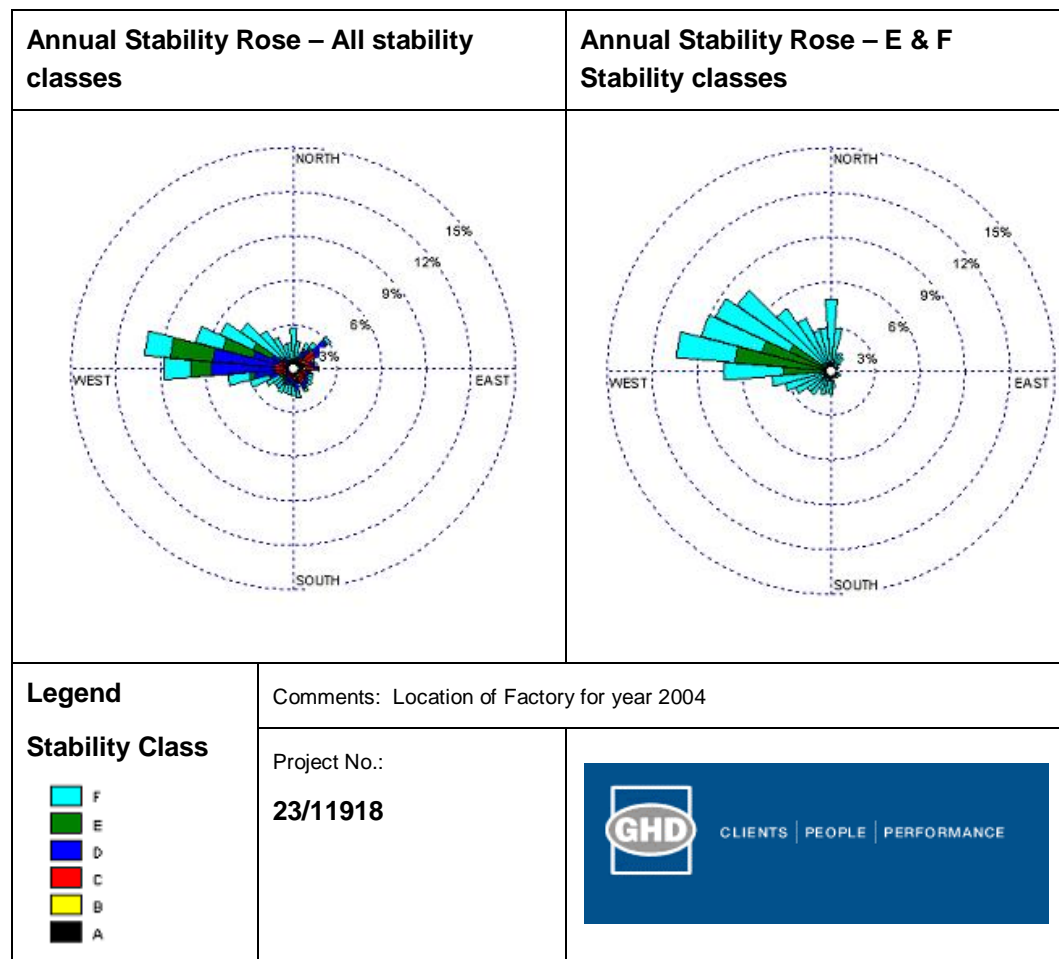 Annual Stability Rose – All stability
classes
Annual Stability Rose – E & F
Stability classes
NORTH
15%
12%
9%
6%
3%
WEST
EAST
SOUTH
NORTH
15%
12%
9%
6%
3%
WEST
EAST
SOUTH
Legend
Stability Class
F
E
D
C
B
A
Comments: Location of Factory for year 2004
Project No.:
23/11918
GHD
CLIENTS | PEOPLE | PERFORMANCE